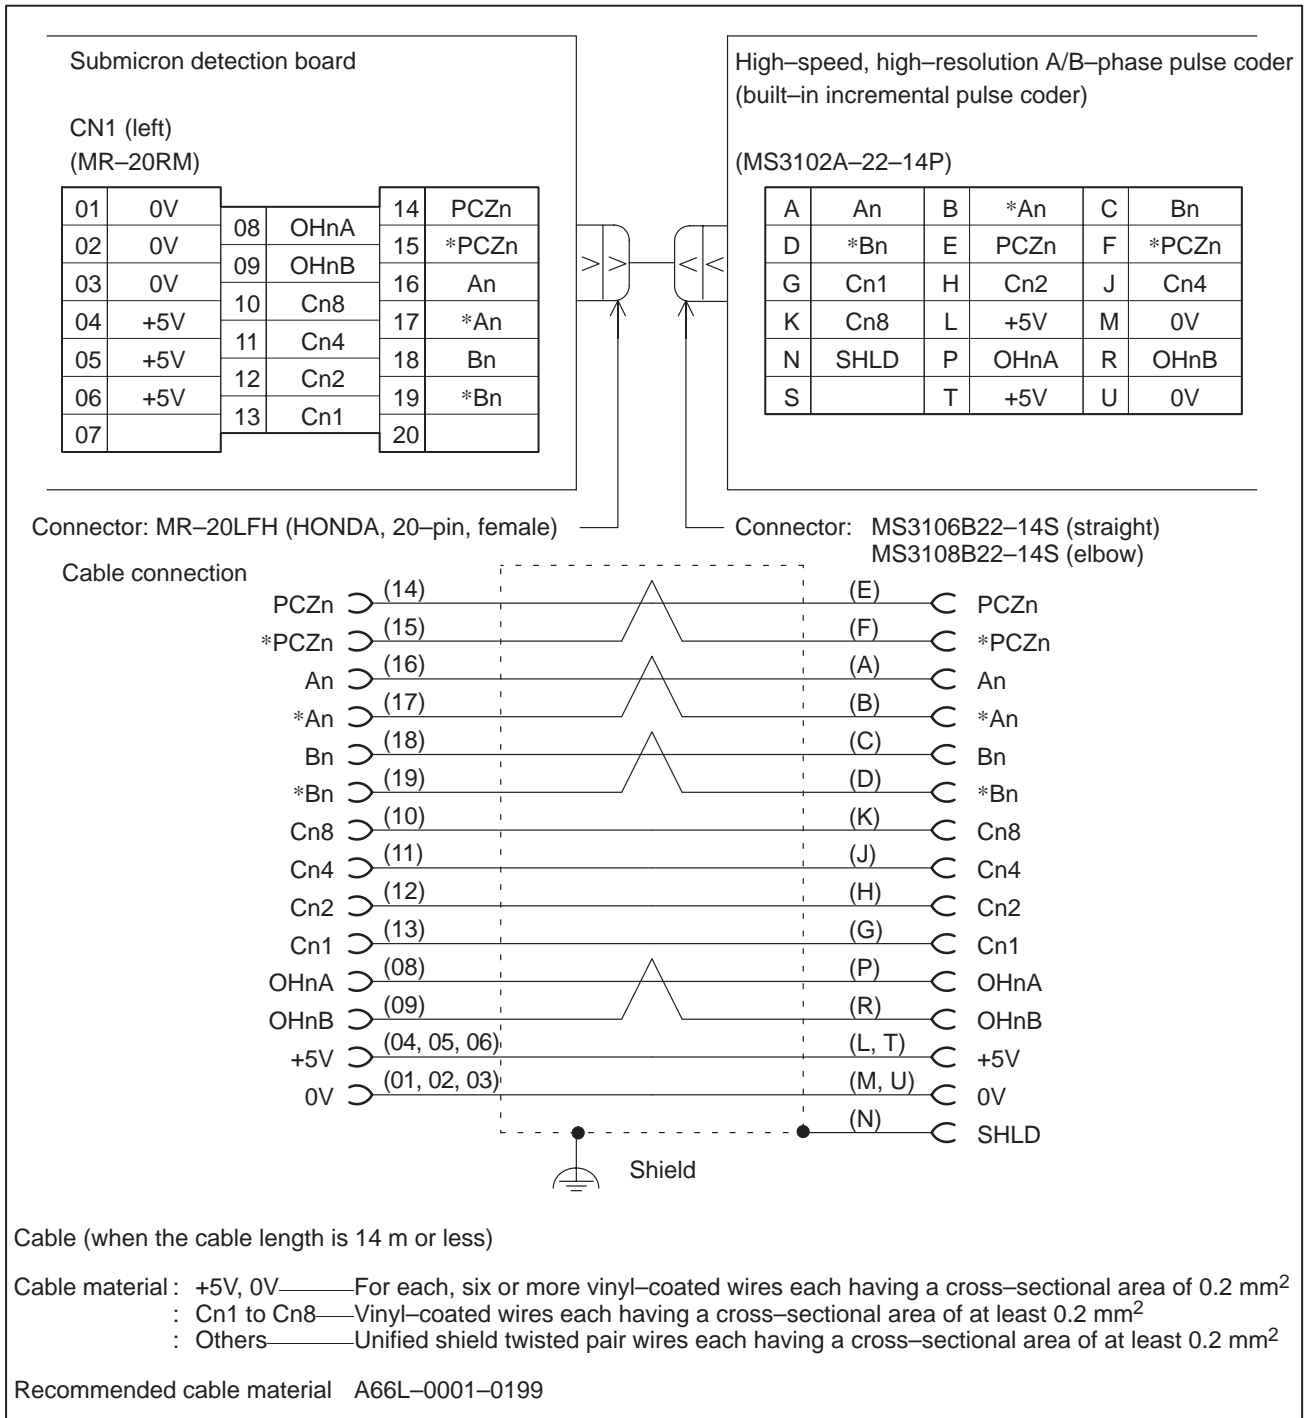 Submicron detection board
High–speed, high–resolution A/B–phase pulse coder
(built–in incremental pulse coder)
CN1 (left)
(MR–20RM)
(MS3102A–22–14P)
01 0V
02 0V
03 0V
04 +5V
05 +5V
06 +5V
07
08 OHnA
09 OHnB
10 Cn8
11 Cn4
12 Cn2
13 Cn1
14 PCZn
15 *PCZn
16 An
17 *An
18 Bn
19 *Bn
20
A An B *An C Bn
D *Bn E PCZn F *PCZn
G Cn1 H Cn2 J Cn4
K Cn8 L +5V M 0V
N SHLD P OHnA R OHnB
S T +5V U 0V
Connector: MR–20LFH (HONDA, 20–pin, female)
Connector: MS3106B22–14S (straight)
MS3108B22–14S (elbow)
Cable connection
PCZn (14) (E) PCZn
*PCZn (15) (F) *PCZn
An (16) (A) An
*An (17) (B) *An
Bn (18) (C) Bn
*Bn (19) (D) *Bn
Cn8 (10) (K) Cn8
Cn4 (11) (J) Cn4
Cn2 (12) (H) Cn2
Cn1 (13) (G) Cn1
OHnA (08) (P) OHnA
OHnB (09) (R) OHnB
+5V (04, 05, 06) (L, T) +5V
0V (01, 02, 03) (M, U) 0V
(N) SHLD
Shield
Cable (when the cable length is 14 m or less)
Cable material : +5V, 0V For each, six or more vinyl–coated wires each having a cross–sectional area of 0.2 mm2
: Cn1 to Cn8 Vinyl–coated wires each having a cross–sectional area of at least 0.2 mm2
: Others Unified shield twisted pair wires each having a cross–sectional area of at least 0.2 mm2
Recommended cable material A66L–0001–0199